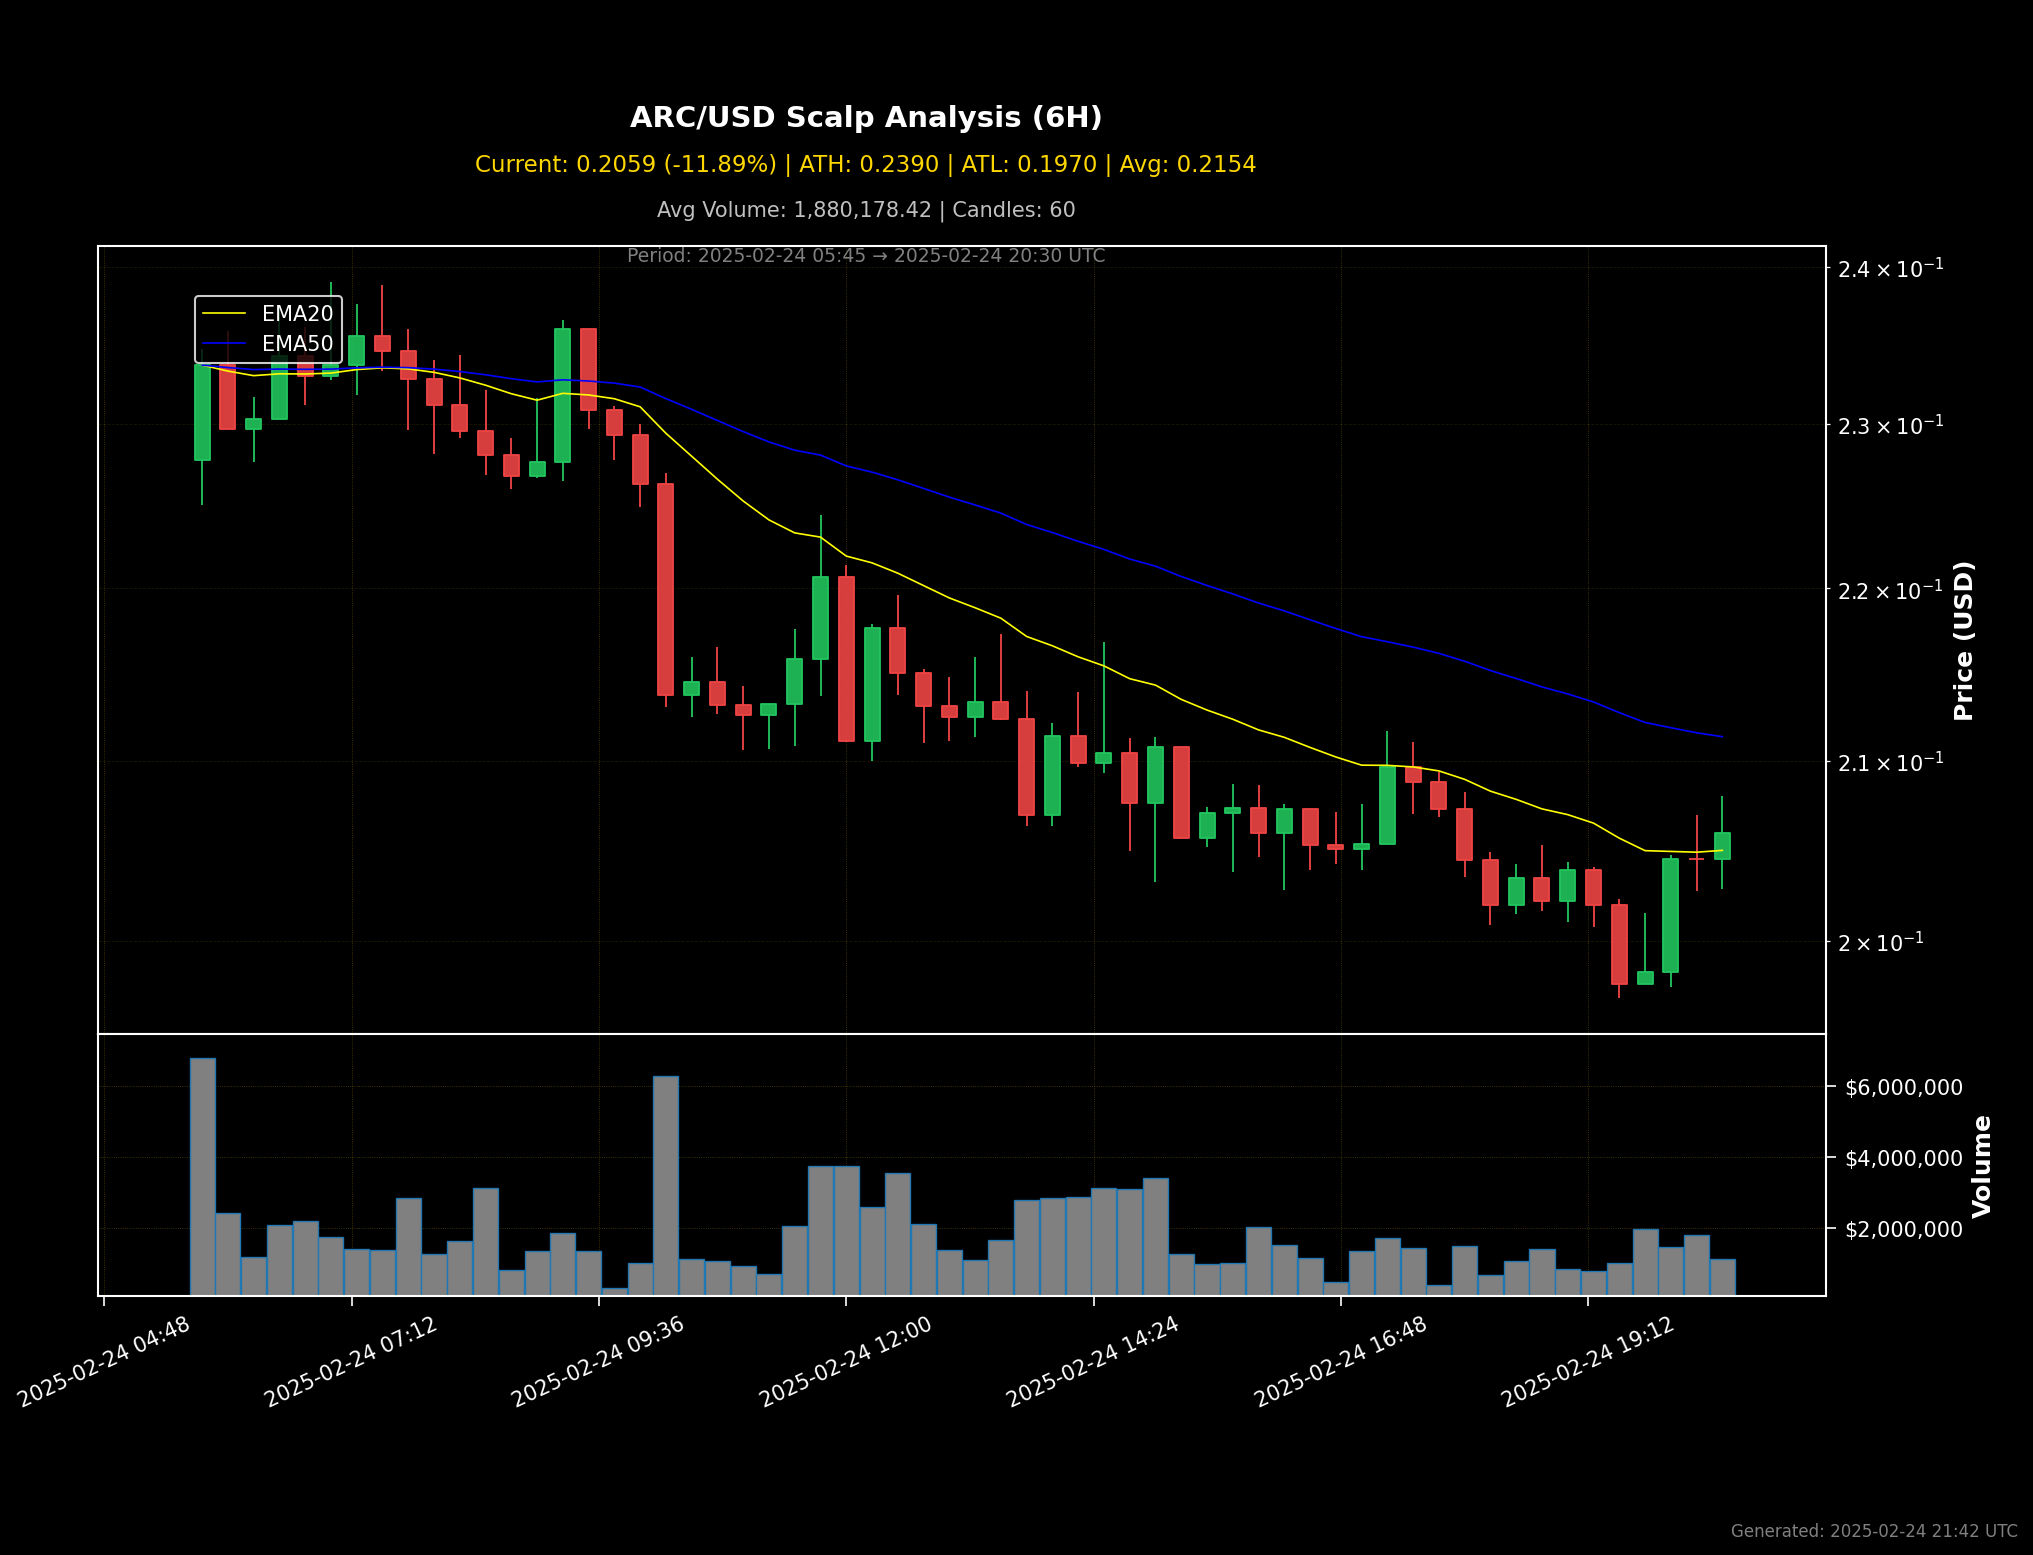 ARC/USD Scalp Analysis (6H)
Current: 0.2059 (-11.89%) | ATH: 0.2390 | ATL: 0.1970 | Avg: 0.2154
Avg Volume: 1,880,178.42 | Candles: 60
Period: 2025-02-24 05:45 → 2025-02-24 20:30 UTC
EMA20
EMA50
2.4 × 10⁻¹
2.3 × 10⁻¹
2.2 × 10⁻¹
2.1 × 10⁻¹
2 × 10⁻¹
Price (USD)
$6,000,000
$4,000,000
$2,000,000
Volume
2025-02-24 04:48
2025-02-24 07:12
2025-02-24 09:36
2025-02-24 12:00
2025-02-24 14:24
2025-02-24 16:48
2025-02-24 19:12
Generated: 2025-02-24 21:42 UTC